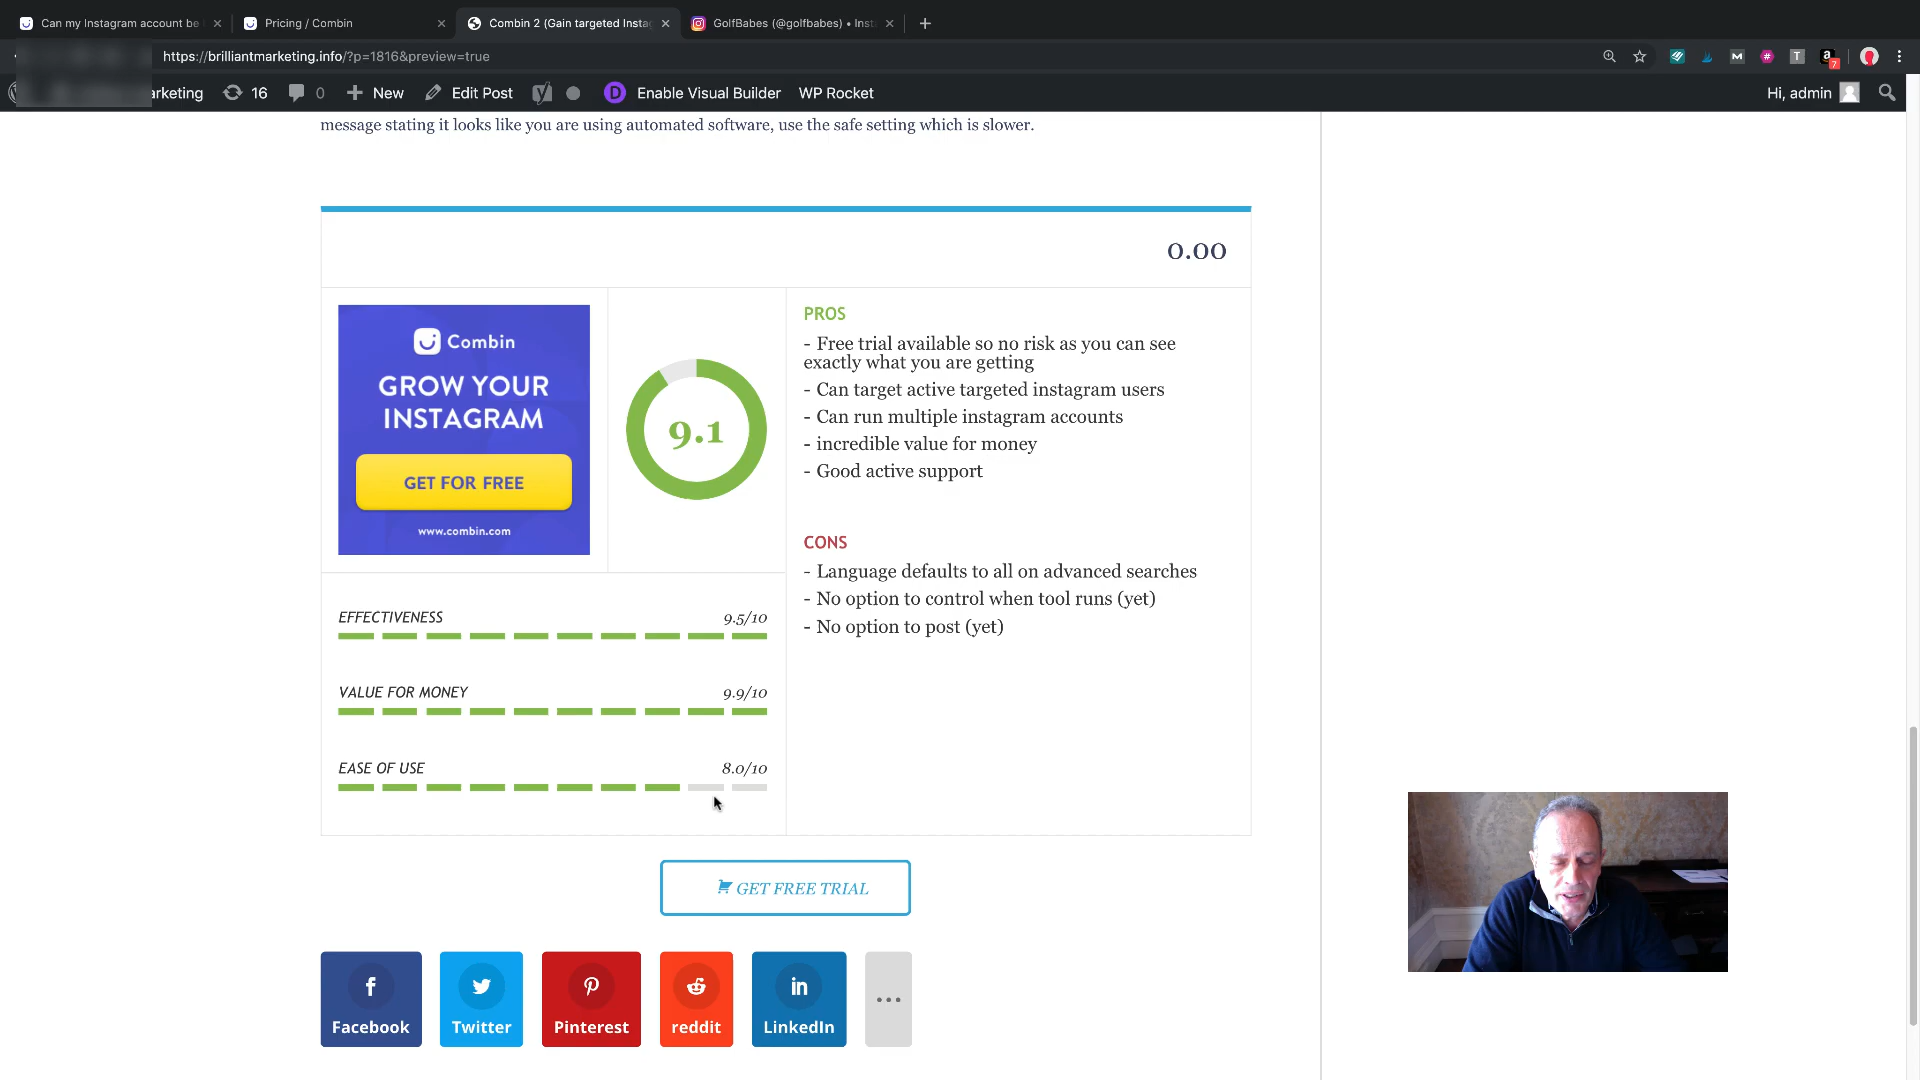 Can my Instagram account be
Pricing / Combin
Combin 2 (Gain targeted Insta
GolfBabes (@golfbabes) • Inst
https://brilliantmarketing.info/?p=1816&preview=true
arketing
16
0
New
Edit Post
Enable Visual Builder
WP Rocket
Hi, admin
message stating it looks like you are using automated software, use the safe setting which is slower.
0.00
Combin
GROW YOUR
INSTAGRAM
GET FOR FREE
www.combin.com
9.1
PROS
- Free trial available so no risk as you can see
exactly what you are getting
- Can target active targeted instagram users
- Can run multiple instagram accounts
- incredible value for money
- Good active support
CONS
- Language defaults to all on advanced searches
- No option to control when tool runs (yet)
- No option to post (yet)
EFFECTIVENESS 9.5/10
VALUE FOR MONEY 9.9/10
EASE OF USE 8.0/10
GET FREE TRIAL
Facebook
Twitter
Pinterest
reddit
LinkedIn